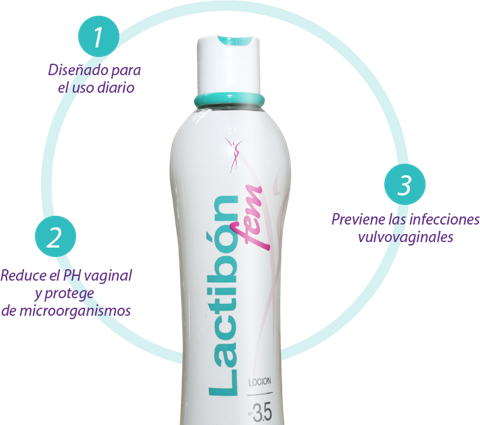 1
Diseñado para
el uso diario
2
Reduce el PH vaginal
y protege
de microorganismos
3
Previene las infecciones
vulvovaginales
Lactibón
fem
LOCIÓN
3.5